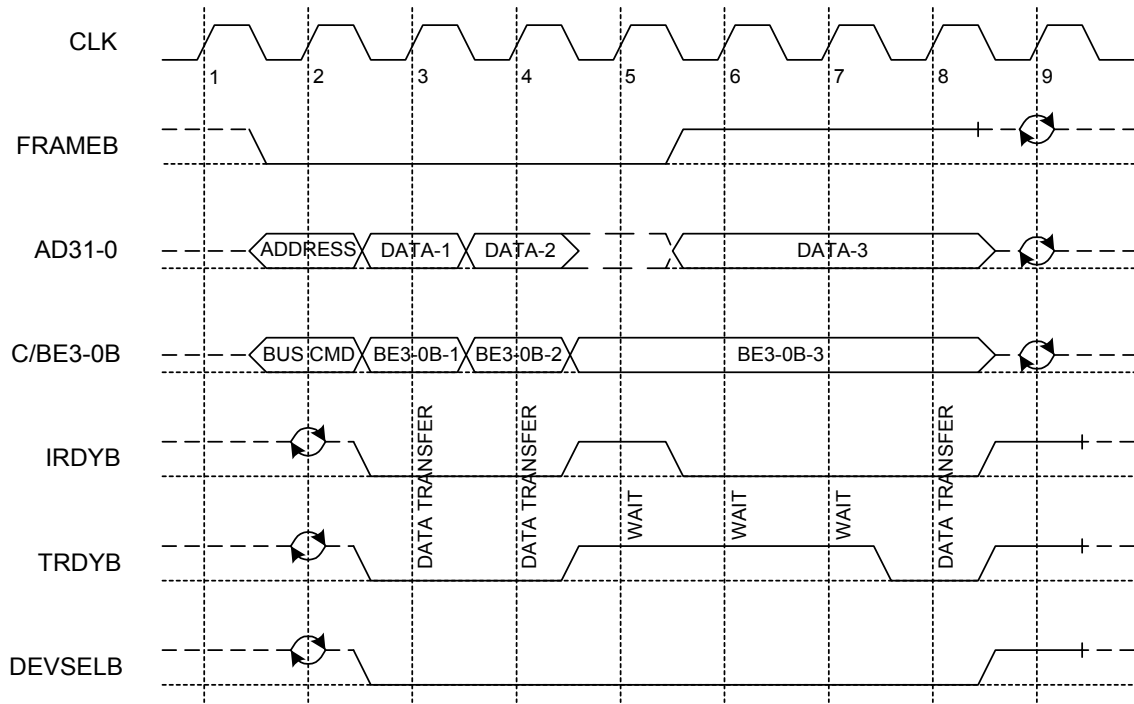 CLK
1 2 3 4 5 6 7 8 9
FRAMEB
AD31-0
ADDRESS DATA-1 DATA-2 DATA-3
C/BE3-0B
BUS CMD BE3-0B-1 BE3-0B-2 BE3-0B-3
IRDYB
DATA TRANSFER
DATA TRANSFER
WAIT
WAIT
WAIT
DATA TRANSFER
TRDYB
DEVSELB